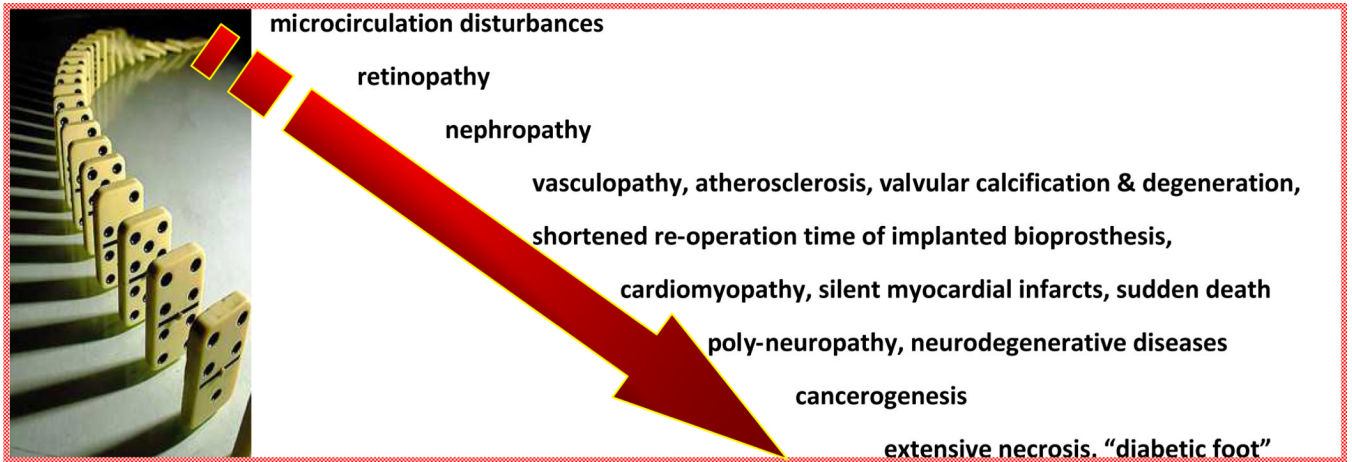 microcirculation disturbances
retinopathy
nephropathy
vasculopathy, atherosclerosis, valvular calcification & degeneration,
shortened re-operation time of implanted bioprosthesis,
cardiomyopathy, silent myocardial infarcts, sudden death
poly-neuropathy, neurodegenerative diseases
cancerogenesis
extensive necrosis. “diabetic foot”